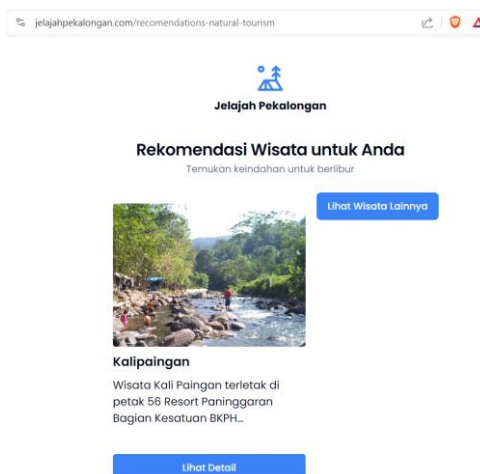 jelajahpekalongan.com/recomendations-natural-tourism
Jelajah Pekalongan
Rekomendasi Wisata untuk Anda
Temukan keindahan untuk berlibur
Lihat Wisata Lainnya
Kalipaingan
Wisata Kali Paingan terletak di
petak 56 Resort Paninggaran
Bagian Kesatuan BKPH...
Lihat Detail